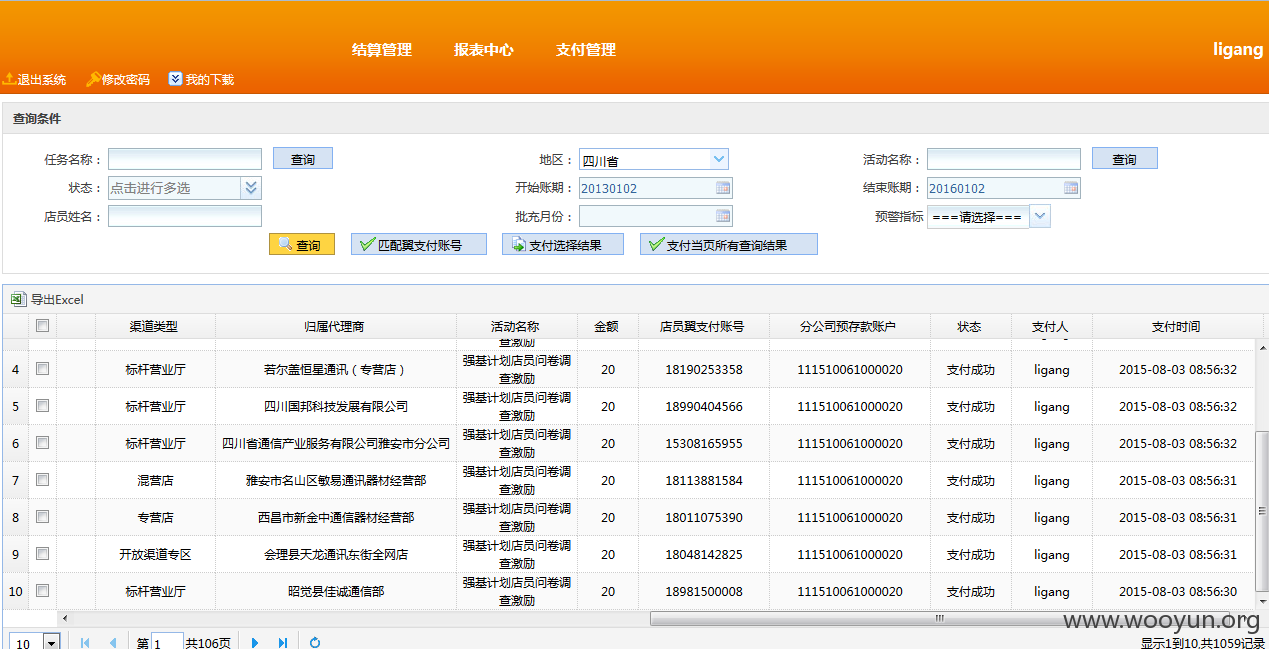 结算管理 报表中心 支付管理
ligang
退出系统 修改密码 我的下载
查询条件
任务名称： 查询 地区： 四川省 活动名称： 查询
状态： 点击进行多选 开始账期： 20130102 结束账期： 20160102
店员姓名： 批充月份： 预警指标 ===请选择===
查询 匹配翼支付账号 支付选择结果 支付当页所有查询结果
导出Excel
渠道类型 归属代理商 活动名称 金额 店员翼支付账号 分公司预存款账户 状态 支付人 支付时间
查激励
4 标杆营业厅 若尔盖恒星通讯（专营店） 强基计划店员问卷调查激励 20 18190253358 111510061000020 支付成功 ligang 2015-08-03 08:56:32
5 标杆营业厅 四川国邦科技发展有限公司 强基计划店员问卷调查激励 20 18990404566 111510061000020 支付成功 ligang 2015-08-03 08:56:32
6 标杆营业厅 四川省通信产业服务有限公司雅安市分公司 强基计划店员问卷调查激励 20 15308165955 111510061000020 支付成功 ligang 2015-08-03 08:56:32
7 混营店 雅安市名山区敏易通讯器材经营部 强基计划店员问卷调查激励 20 18113881584 111510061000020 支付成功 ligang 2015-08-03 08:56:31
8 专营店 西昌市新金中通信器材经营部 强基计划店员问卷调查激励 20 18011075390 111510061000020 支付成功 ligang 2015-08-03 08:56:31
9 开放渠道专区 会理县天龙通讯东街全网店 强基计划店员问卷调查激励 20 18048142825 111510061000020 支付成功 ligang 2015-08-03 08:56:31
10 标杆营业厅 昭觉县佳诚通信部 强基计划店员问卷调查激励 20 18981500008 111510061000020 支付成功 ligang 2015-08-03 08:56:30
www.wooyun.org
10 第 1 共106页 显示1到10,共1059记录